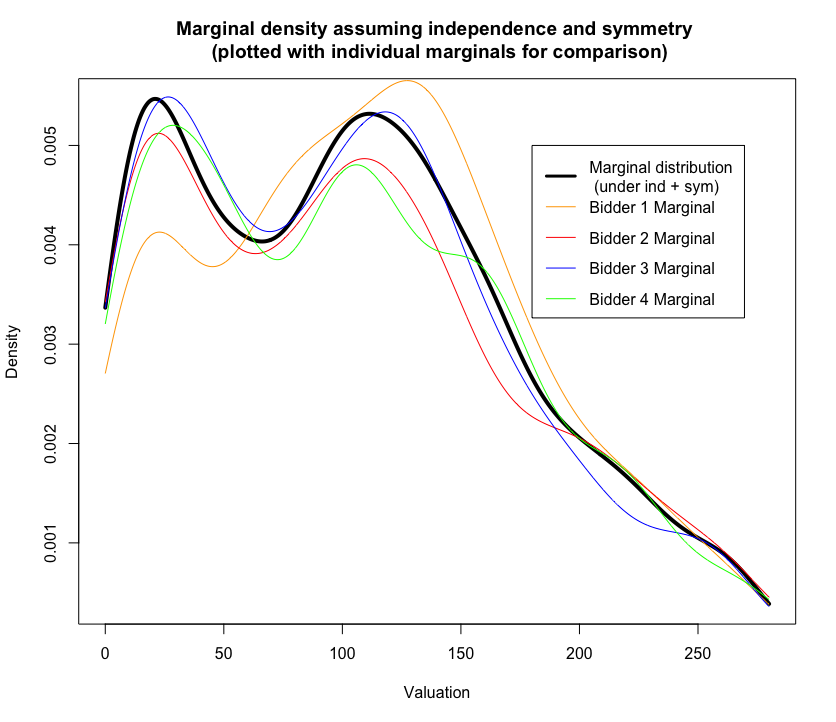 Marginal density assuming independence and symmetry
(plotted with individual marginals for comparison)
0.005
0.004
0.003
0.002
0.001
Density
Marginal distribution
(under ind + sym)
Bidder 1 Marginal
Bidder 2 Marginal
Bidder 3 Marginal
Bidder 4 Marginal
0 50 100 150 200 250
Valuation